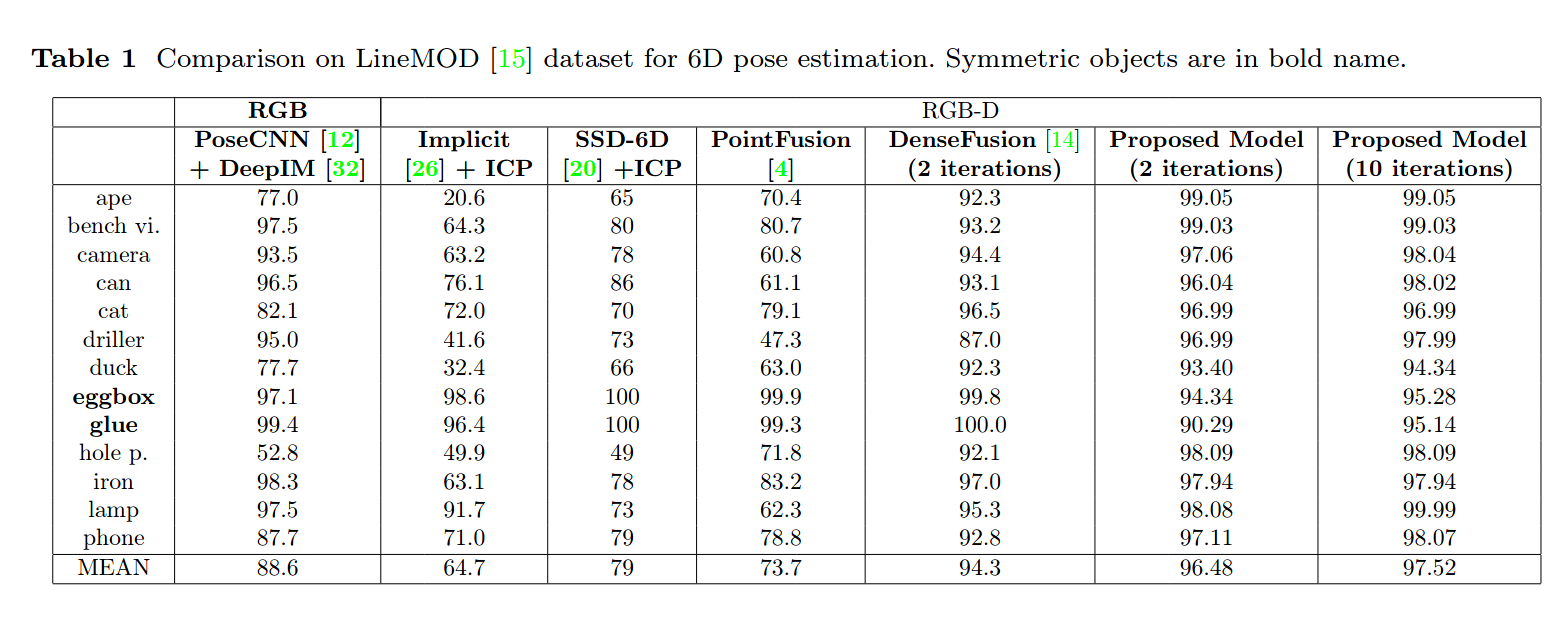 Table 1 Comparison on LineMOD [15] dataset for 6D pose estimation. Symmetric objects are in bold name.
RGB RGB-D
PoseCNN [12] + DeepIM [32] Implicit [26] + ICP SSD-6D [20] +ICP PointFusion [4] DenseFusion [14] (2 iterations) Proposed Model (2 iterations) Proposed Model (10 iterations)
ape 77.0 20.6 65 70.4 92.3 99.05 99.05
bench vi. 97.5 64.3 80 80.7 93.2 99.03 99.03
camera 93.5 63.2 78 60.8 94.4 97.06 98.04
can 96.5 76.1 86 61.1 93.1 96.04 98.02
cat 82.1 72.0 70 79.1 96.5 96.99 96.99
driller 95.0 41.6 73 47.3 87.0 96.99 97.99
duck 77.7 32.4 66 63.0 92.3 93.40 94.34
eggbox 97.1 98.6 100 99.9 99.8 94.34 95.28
glue 99.4 96.4 100 99.3 100.0 90.29 95.14
hole p. 52.8 49.9 49 71.8 92.1 98.09 98.09
iron 98.3 63.1 78 83.2 97.0 97.94 97.94
lamp 97.5 91.7 73 62.3 95.3 98.08 99.99
phone 87.7 71.0 79 78.8 92.8 97.11 98.07
MEAN 88.6 64.7 79 73.7 94.3 96.48 97.52